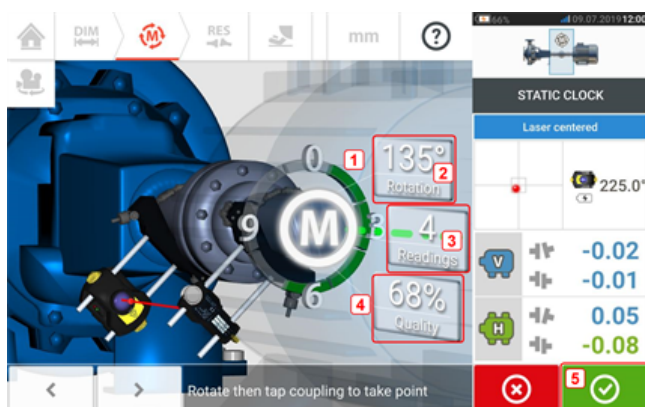 66%
09.07.2019 12:00
DIM
M
RES
mm
?
STATIC CLOCK
Laser centered
0
1
135°
2
Rotation
225.0°
9
M
3
4
3
Readings
V
-0.02
-0.01
6
4
68%
Quality
H
0.05
-0.08
Rotate then tap coupling to take point
5